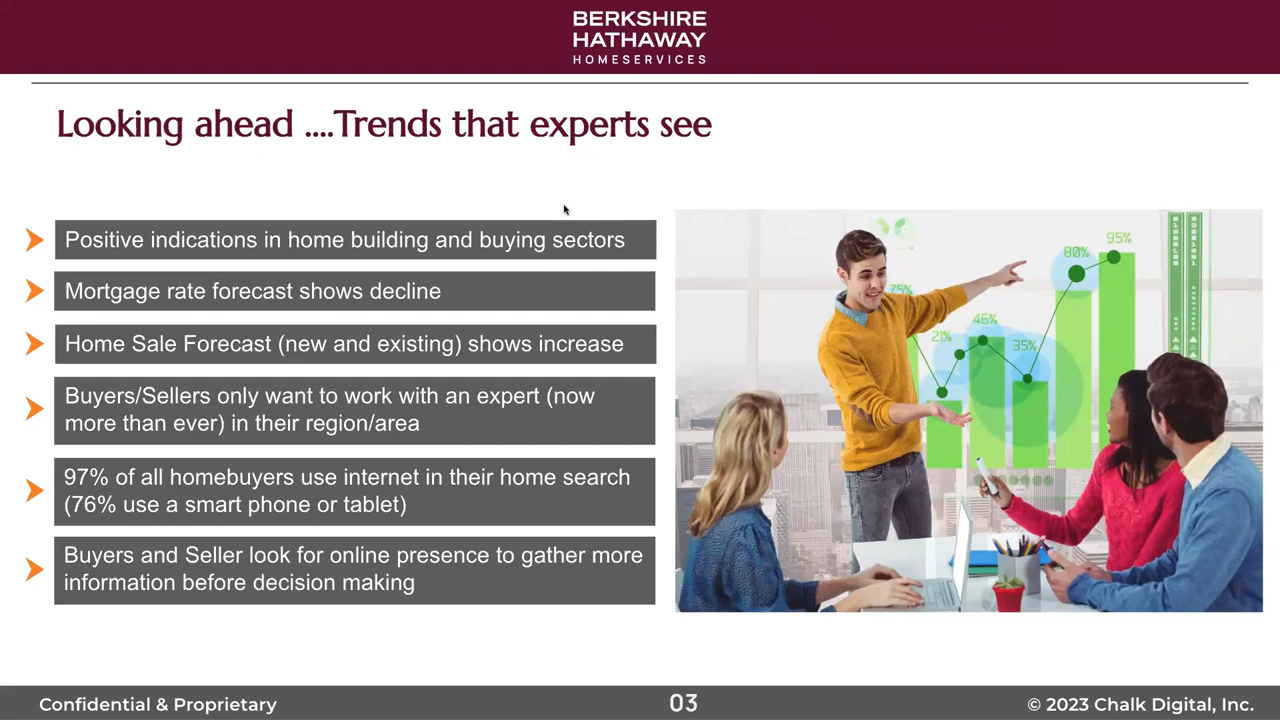 BERKSHIRE
HATHAWAY
HOMESERVICES
Looking ahead ....Trends that experts see
Positive indications in home building and buying sectors
Mortgage rate forecast shows decline
Home Sale Forecast (new and existing) shows increase
Buyers/Sellers only want to work with an expert (now
more than ever) in their region/area
97% of all homebuyers use internet in their home search
(76% use a smart phone or tablet)
Buyers and Seller look for online presence to gather more
information before decision making
75%
21%
46%
35%
80%
95%
Confidential & Proprietary
03
© 2023 Chalk Digital, Inc.